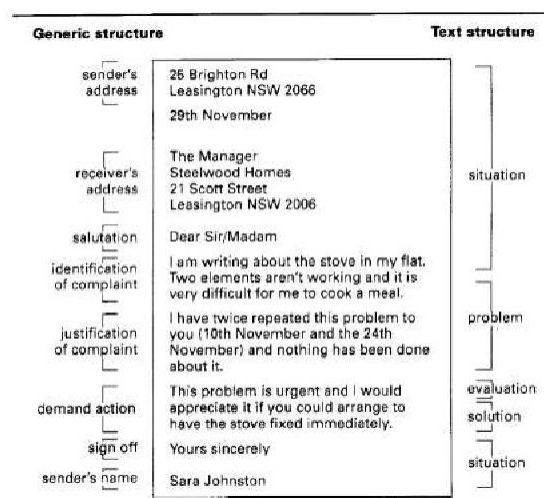 Generic structure
Text structure
sender's
address
25 Brighton Rd
Leasington NSW 2066
29th November
receiver's
address
The Manager
Steelwood Homes
21 Scott Street
Leasington NSW 2006
situation
salutation
Dear Sir/Madam
identification
of complaint
I am writing about the stove in my flat.
Two elements aren't working and it is
very difficult for me to cook a meal.
problem
justification
of complaint
I have twice repeated this problem to
you (10th November and the 24th
November) and nothing has been done
about it.
demand action
This problem is urgent and I would
appreciate it if you could arrange to
have the stove fixed immediately.
evaluation
solution
sign off
Yours sincerely
situation
sender's name
Sara Johnston